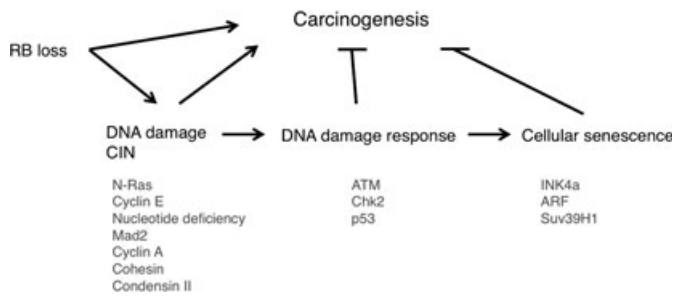 Carcinogenesis
RB loss
DNA damage
CIN
DNA damage response
Cellular senescence
N-Ras
Cyclin E
Nucleotide deficiency
Mad2
Cyclin A
Cohesin
Condensin II
ATM
Chk2
p53
INK4a
ARF
Suv39H1